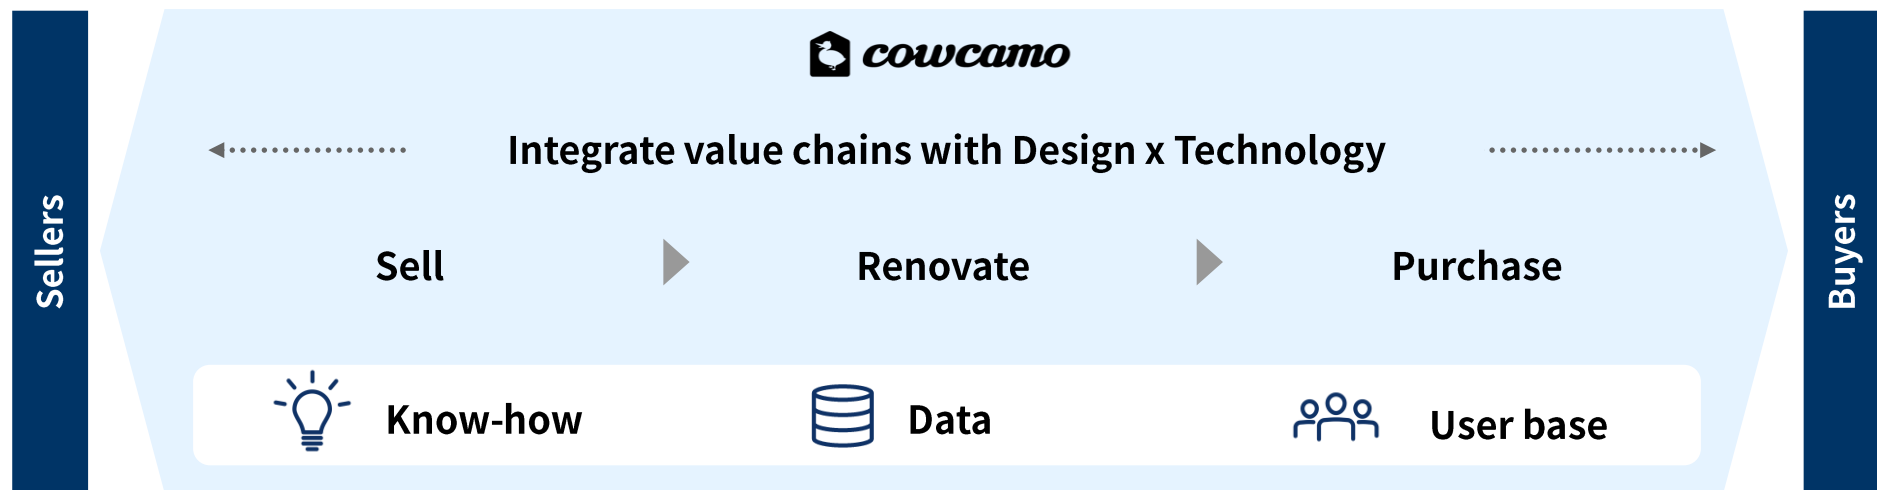 cowcamo
Integrate value chains with Design x Technology
Sellers
Sell
Renovate
Purchase
Buyers
Know-how
Data
User base